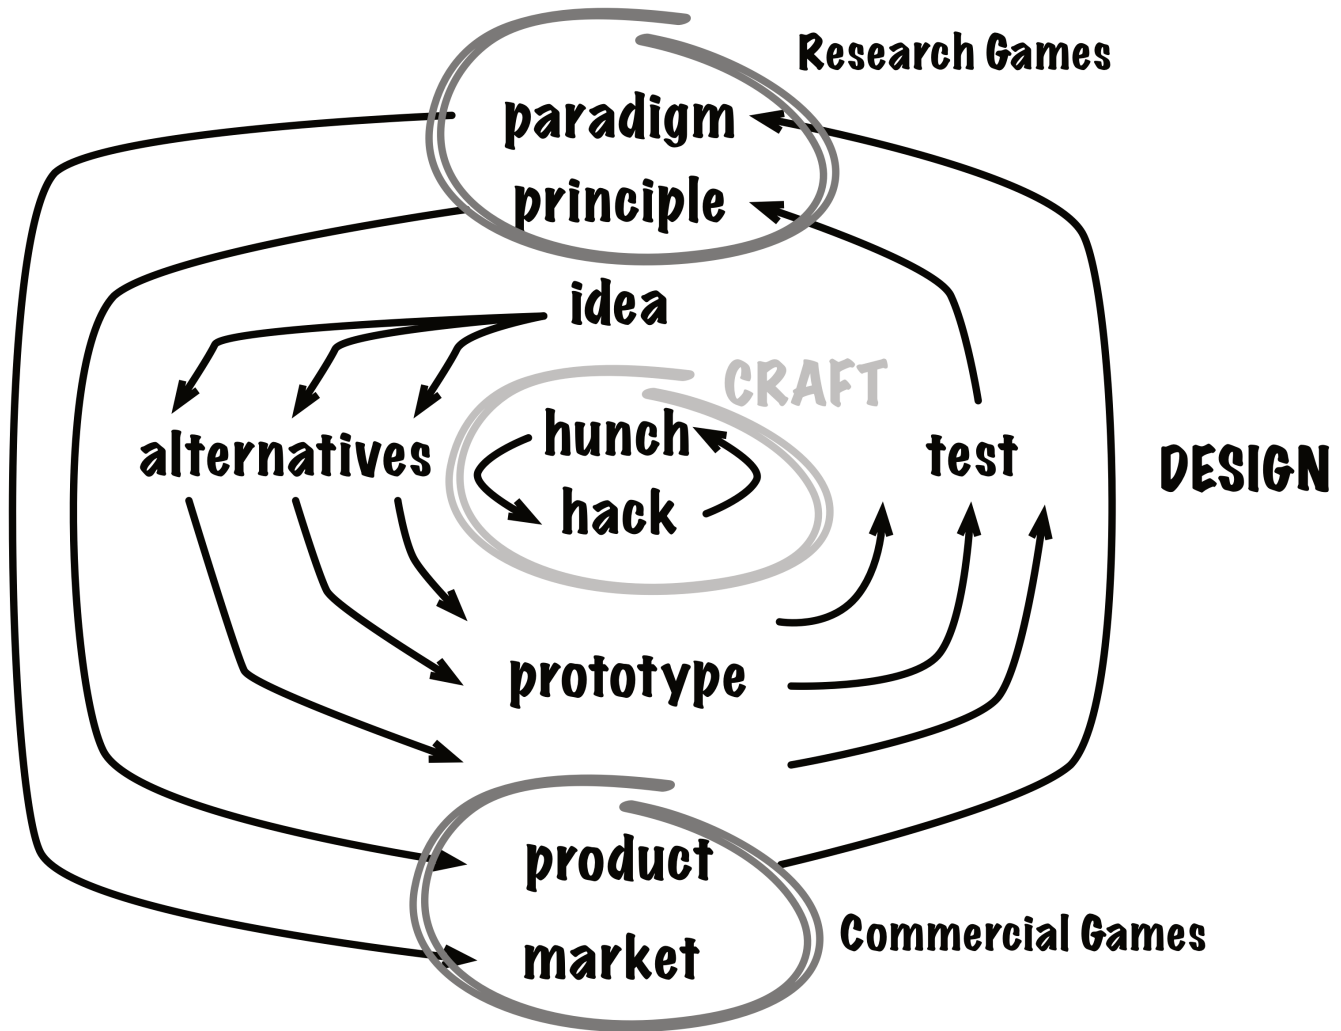 Research Games
paradigm
principle
idea
CRAFT
hunch
alternatives
test
DESIGN
hack
prototype
product
Commercial Games
market